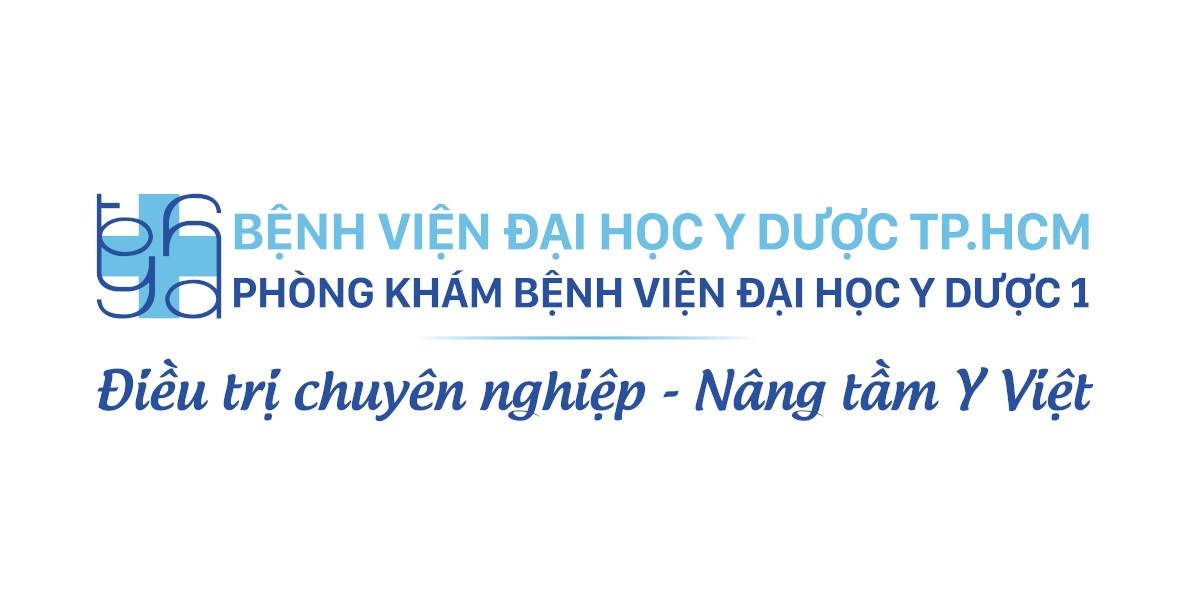 BỆNH VIỆN ĐẠI HỌC Y DƯỢC TP.HCM
PHÒNG KHÁM BỆNH VIỆN ĐẠI HỌC Y DƯỢC 1
Điều trị chuyên nghiệp - Nâng tầm Y Việt